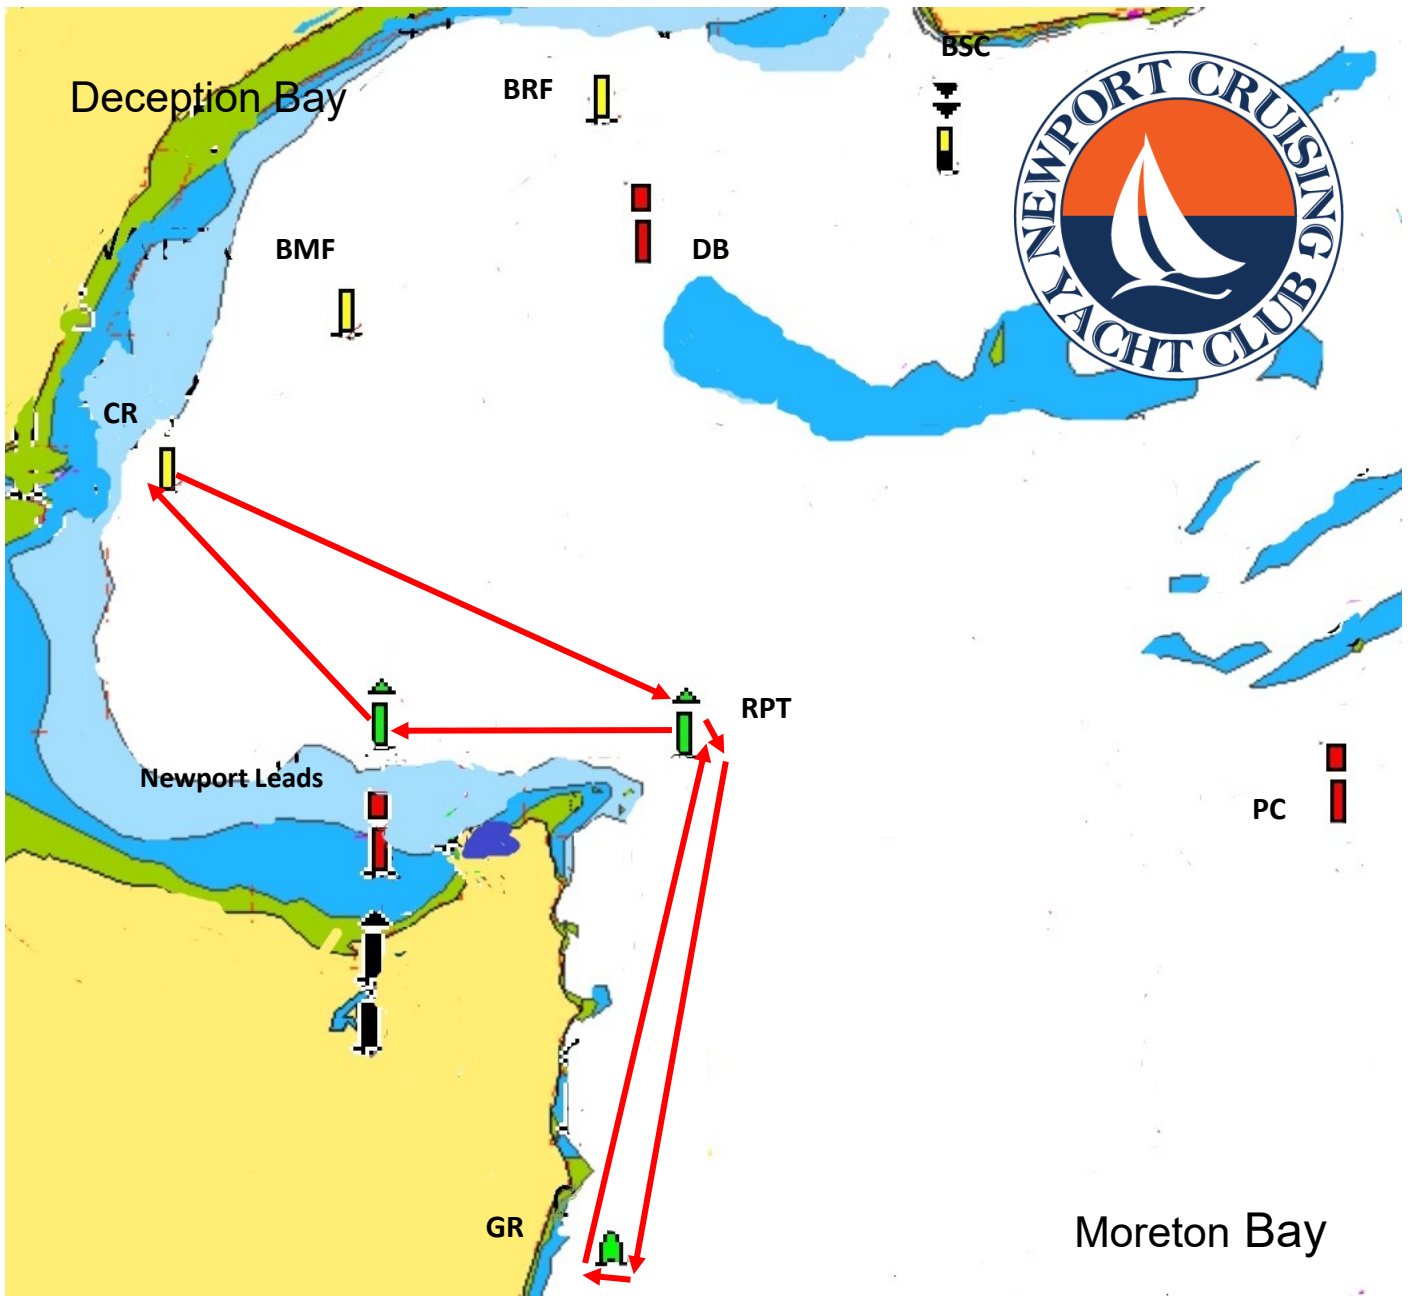 BSC
BRF
Deception Bay
NEWPORT CRUISING
YACHT CLUB
BMF
DB
CR
RPT
Newport Leads
PC
GR
Moreton Bay